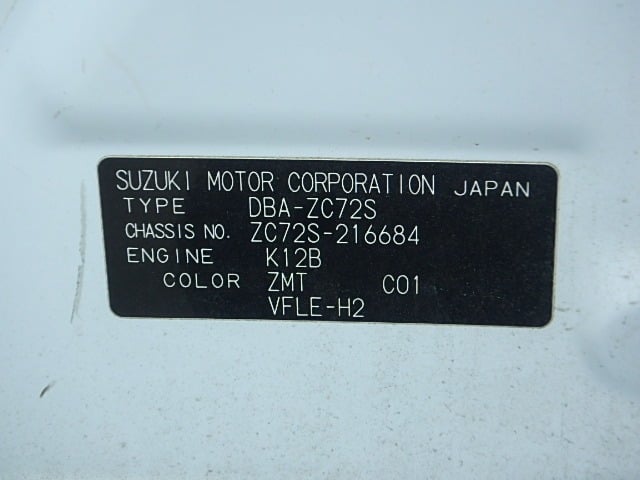 SUZUKI MOTOR CORPORATION JAPAN
TYPE DBA-ZC72S
CHASSIS NO. ZC72S-216684
ENGINE K12B
COLOR ZMT C01
VFLE-H2